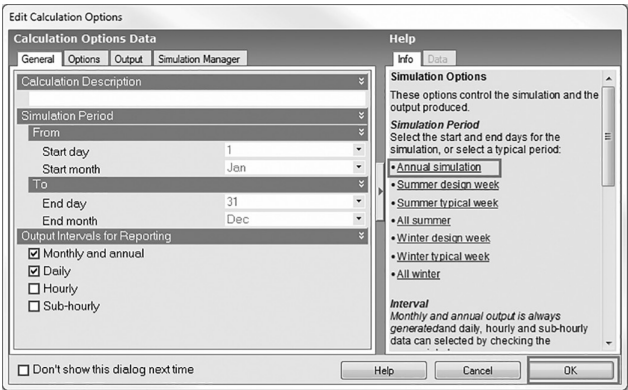 Edit Calculation Options
Calculation Options Data
General Options Output Simulation Manager
Calculation Description
Simulation Period
From
Start day 1
Start month Jan
To
End day 31
End month Dec
Output Intervals for Reporting
Monthly and annual
Daily
Hourly
Sub-hourly
Help
Info Data
Simulation Options
These options control the simulation and the
output produced.
Simulation Period
Select the start and end days for the
simulation, or select a typical period:
• Annual simulation
• Summer design week
• Summer typical week
• All summer
• Winter design week
• Winter typical week
• All winter
Interval
Monthly and annual output is always
generatedand daily, hourly and sub-hourly
data can selected by checking the
Don't show this dialog next time
Help Cancel OK